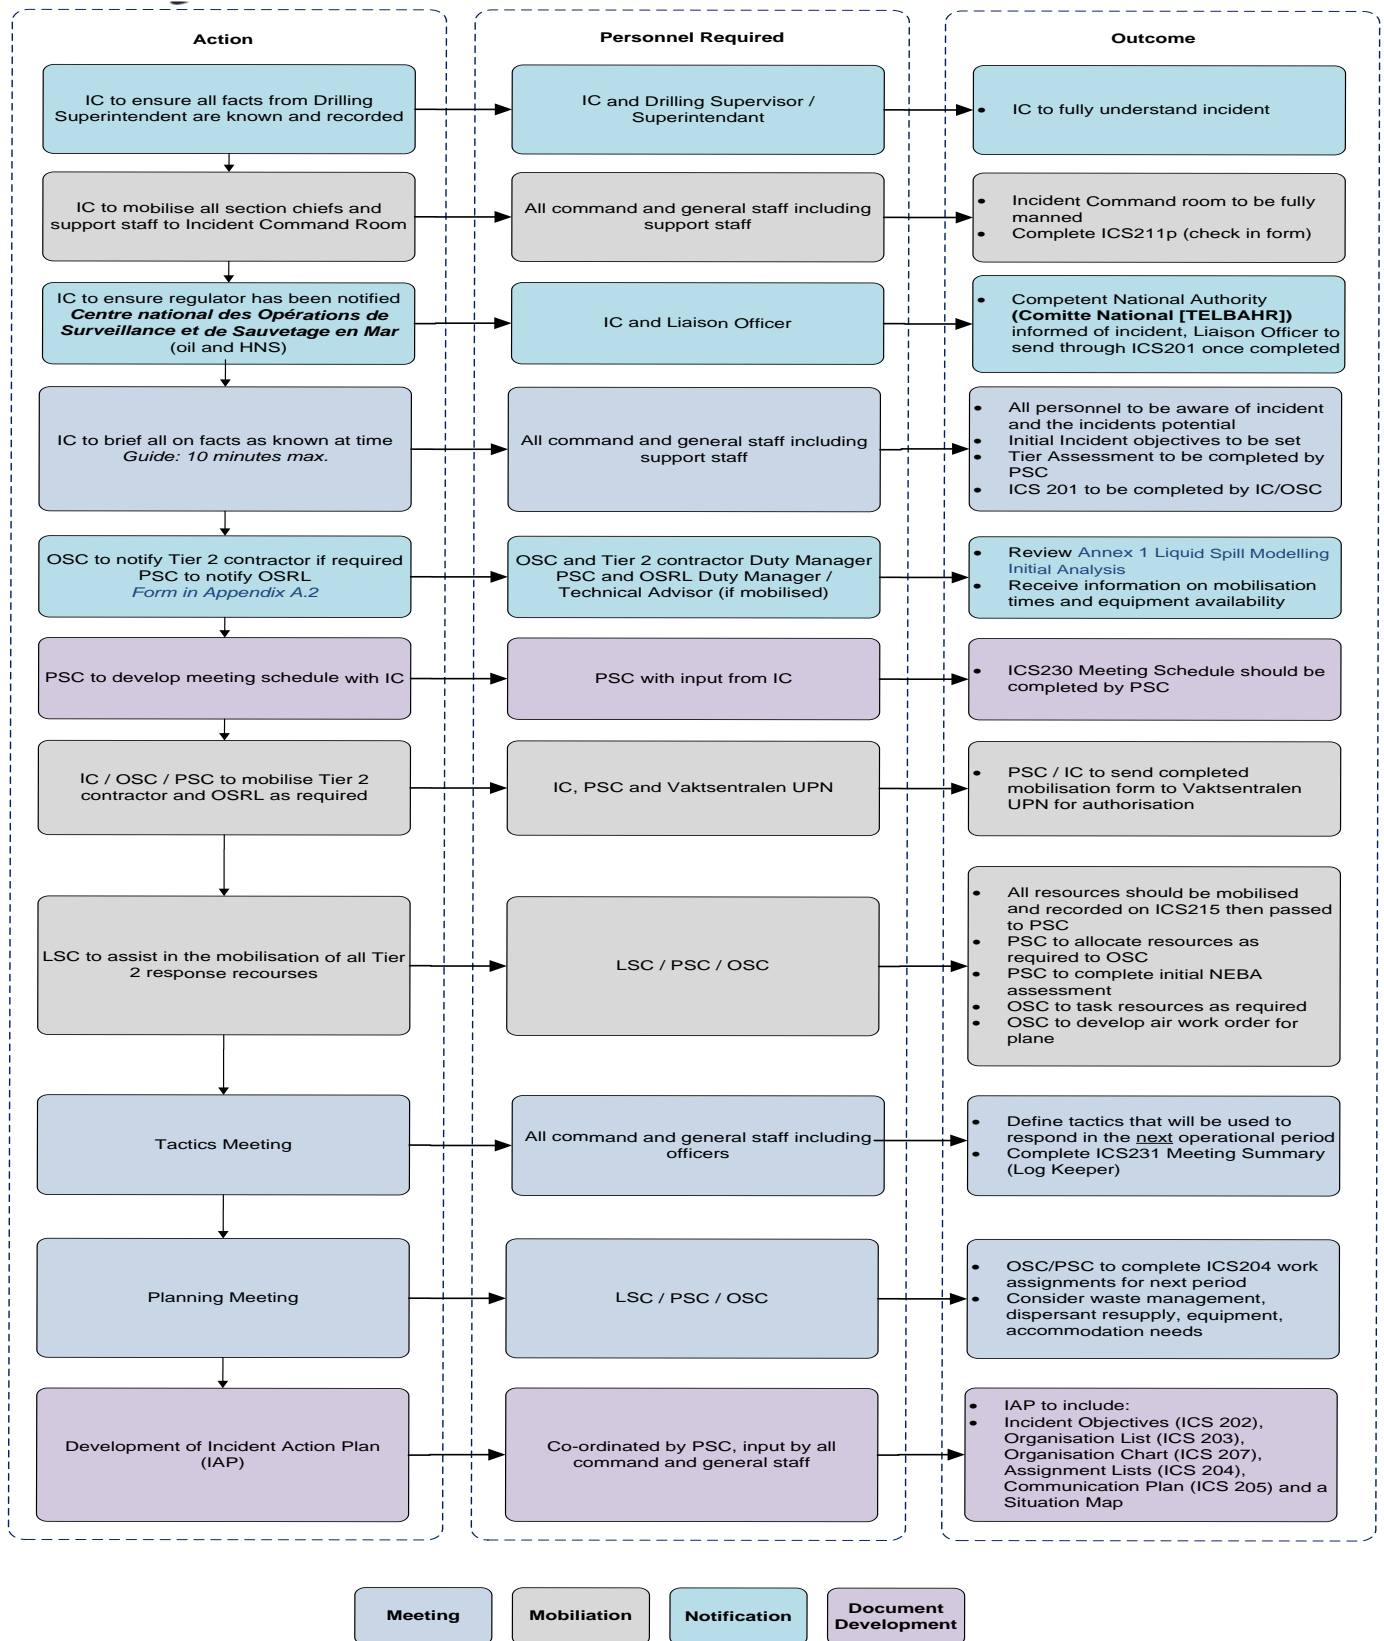 Action
Personnel Required
Outcome
IC to ensure all facts from Drilling
Superintendent are known and recorded
IC and Drilling Supervisor /
Superintendant
• IC to fully understand incident
IC to mobilise all section chiefs and
support staff to Incident Command Room
All command and general staff including
support staff
• Incident Command room to be fully
manned
• Complete ICS211p (check in form)
IC to ensure regulator has been notified
Centre national des Opérations de
Surveillance et de Sauvetage en Mar
(oil and HNS)
IC and Liaison Officer
• Competent National Authority
(Comitte National [TELBAHR])
informed of incident, Liaison Officer to
send through ICS201 once completed
IC to brief all on facts as known at time
Guide: 10 minutes max.
All command and general staff including
support staff
• All personnel to be aware of incident
and the incidents potential
• Initial Incident objectives to be set
• Tier Assessment to be completed by
PSC
• ICS 201 to be completed by IC/OSC
OSC to notify Tier 2 contractor if required
PSC to notify OSRL
Form in Appendix A.2
OSC and Tier 2 contractor Duty Manager
PSC and OSRL Duty Manager /
Technical Advisor (if mobilised)
• Review Annex 1 Liquid Spill Modelling
Initial Analysis
• Receive information on mobilisation
times and equipment availability
PSC to develop meeting schedule with IC
PSC with input from IC
• ICS230 Meeting Schedule should be
completed by PSC
IC / OSC / PSC to mobilise Tier 2
contractor and OSRL as required
IC, PSC and Vaktsentralen UPN
• PSC / IC to send completed
mobilisation form to Vaktsentralen
UPN for authorisation
LSC to assist in the mobilisation of all Tier
2 response recourses
LSC / PSC / OSC
• All resources should be mobilised
and recorded on ICS215 then passed
to PSC
• PSC to allocate resources as
required to OSC
• PSC to complete initial NEBA
assessment
• OSC to task resources as required
• OSC to develop air work order for
plane
Tactics Meeting
All command and general staff including
officers
• Define tactics that will be used to
respond in the next operational period
• Complete ICS231 Meeting Summary
(Log Keeper)
Planning Meeting
LSC / PSC / OSC
• OSC/PSC to complete ICS204 work
assignments for next period
• Consider waste management,
dispersant resupply, equipment,
accommodation needs
Development of Incident Action Plan
(IAP)
Co-ordinated by PSC, input by all
command and general staff
• IAP to include:
• Incident Objectives (ICS 202),
Organisation List (ICS 203),
Organisation Chart (ICS 207),
Assignment Lists (ICS 204),
Communication Plan (ICS 205) and a
Situation Map
Meeting
Mobiliation
Notification
Document
Development